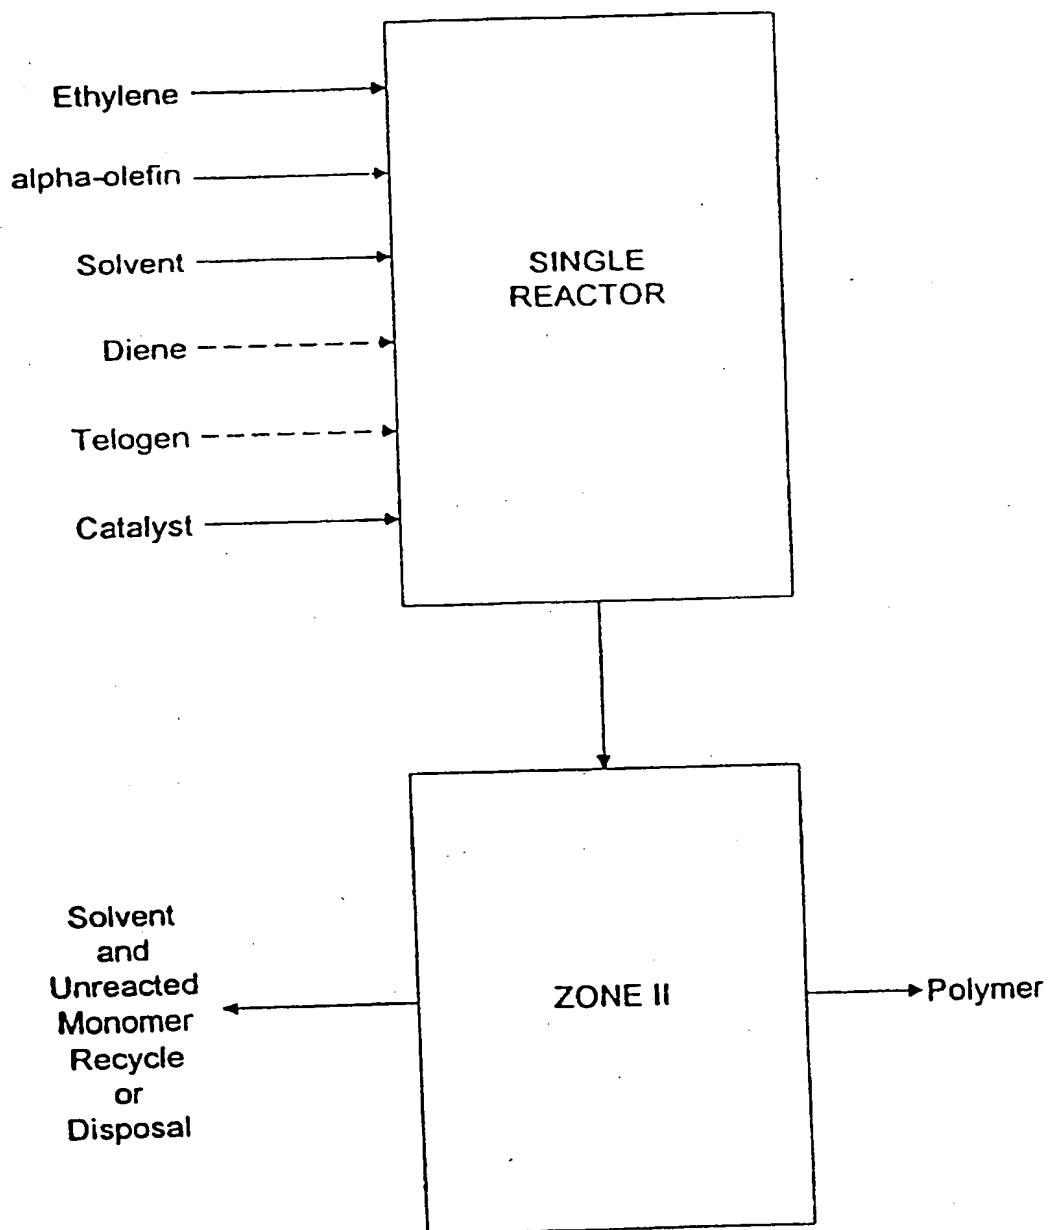 Ethylene
alpha-olefin
Solvent
Diene
Telogen
Catalyst
SINGLE
REACTOR
Solvent
and
Unreacted
Monomer
Recycle
or
Disposal
ZONE II
Polymer